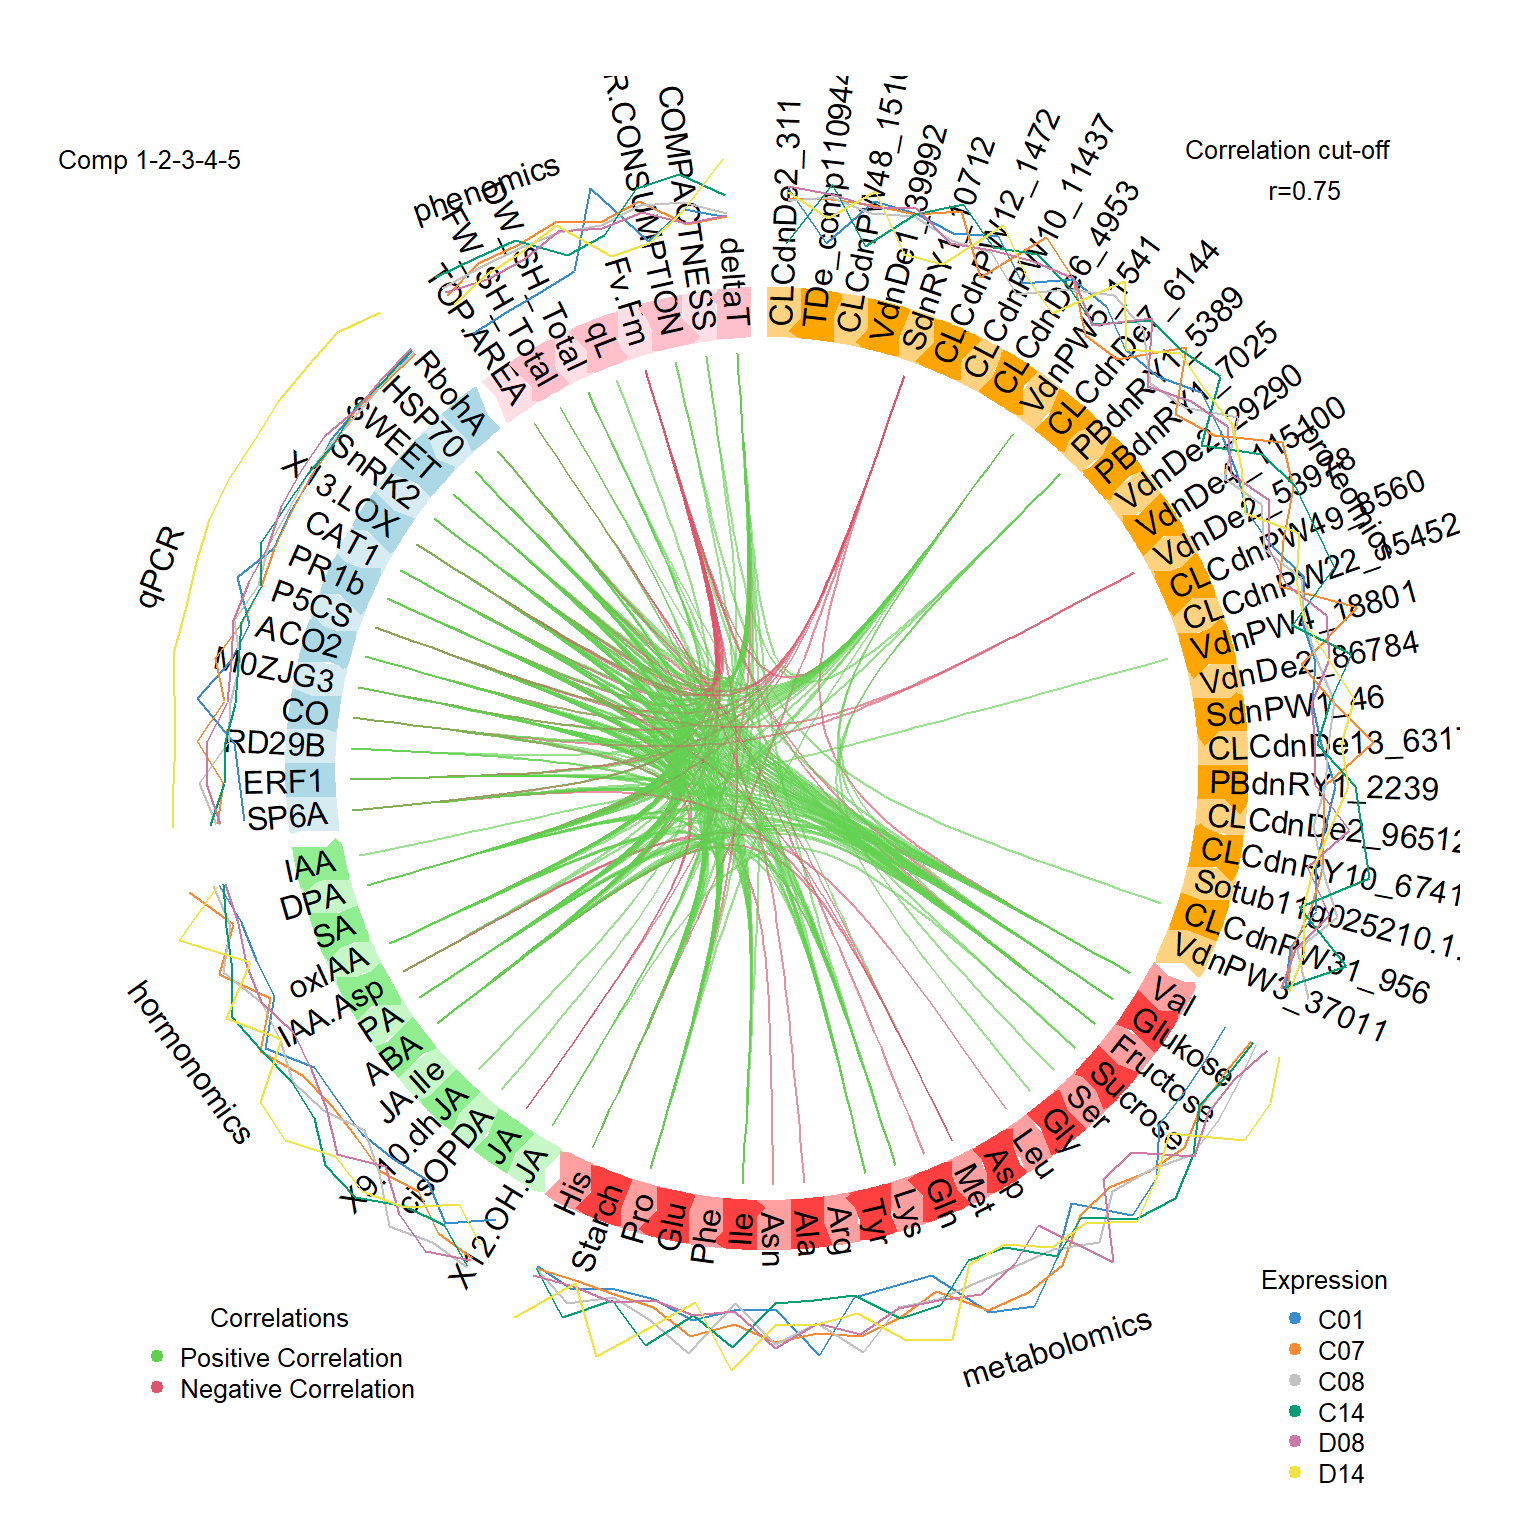 Comp 1-2-3-4-5
Correlation cut-off
r=0.75
phenomics
TOP.AREA
FW_SH_Total
DW_SH_Total
qL
Fv.Fm
R.CONSUMPTION
COMPACTNESS
deltaT
CLCdnDe2_311
TDe_comp110944
CLCdnPW48_1510
VdnDe1_39992
SdnRY1_10712
CLCdnPW12_1472
CLCdnPW10_11437
CLCdnDe6_4953
VdnPW5_1541
CLCdnDe7_6144
PBdnRY1_5389
PBdnRY1_7025
VdnDe2_29290
VdnDe4_115100
VdnDe2_53978
CLCdnPW49_8560
CLCdnPW22_15452
VdnPW4_18801
VdnDe2_86784
SdnPW1_46
CLCdnDe13_631
PBdnRY1_2239
CLCdnDe2_96512
CLCdnRY10_6741
Sotub11g025210.1.
CLCdnPW31_956
VdnPW3_37011
proteomics
Val
Glukose
Fructose
Sucrose
Ser
Gly
Leu
Asp
Met
Gln
Lys
Tyr
Arg
Ala
Asn
Ile
Phe
Glu
Pro
Starch
His
metabolomics
X12.OH.JA
JA
cisOPDA
X9.10.dhJA
JA.Ile
ABA
PA
IAA.Asp
oxIAA
SA
DPA
IAA
hormonomics
SP6A
ERF1
RD29B
CO
M0ZJG3
ACO2
P5CS
PR1b
CAT1
X13.LOX
SnRK2
SWEET
HSP70
RbohA
qPCR
Correlations
Positive Correlation
Negative Correlation
Expression
C01
C07
C08
C14
D08
D14